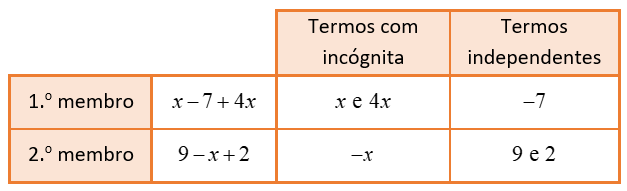 Termos com incógnita
Termos independentes
1.º membro x − 7 + 4x x e 4x −7
2.º membro 9 − x + 2 −x 9 e 2